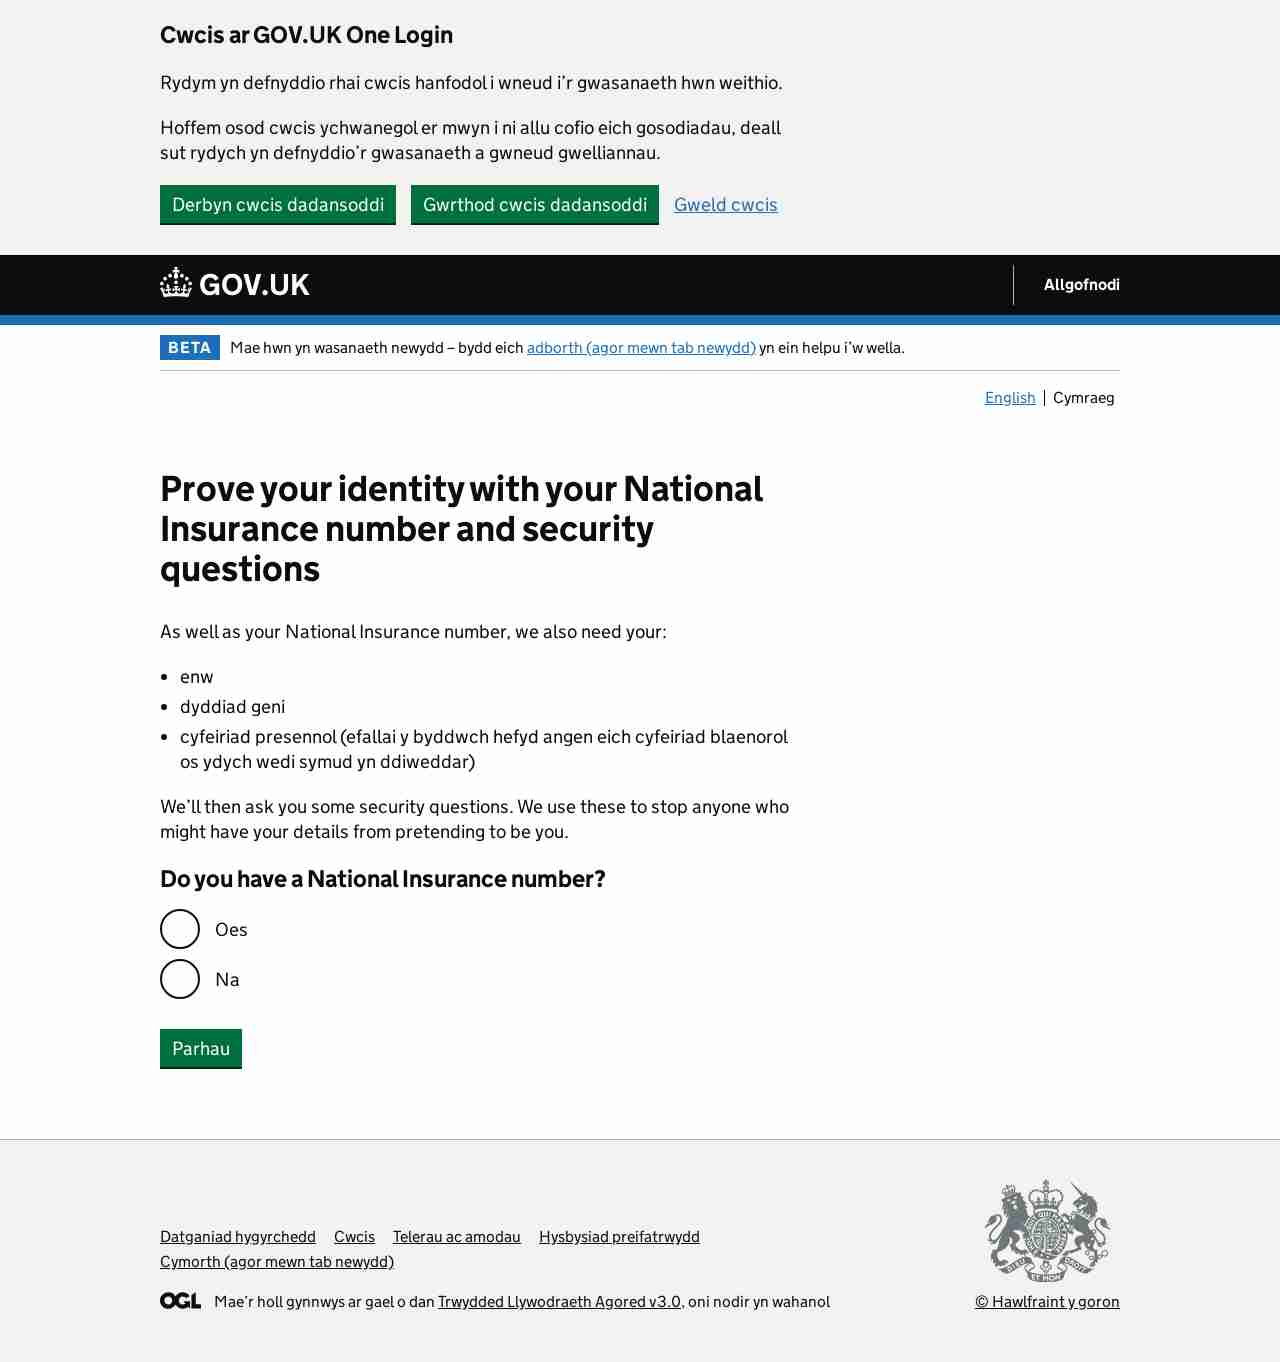 Cwcis ar GOV.UK One Login
Rydym yn defnyddio rhai cwcis hanfodol i wneud i’r gwasanaeth hwn weithio.
Hoffem osod cwcis ychwanegol er mwyn i ni allu cofio eich gosodiadau, deall
sut rydych yn defnyddio’r gwasanaeth a gwneud gwelliannau.
Derbyn cwcis dadansoddi Gwrthod cwcis dadansoddi Gweld cwcis
GOV.UK Allgofnodi
BETA Mae hwn yn wasanaeth newydd – bydd eich adborth (agor mewn tab newydd) yn ein helpu i’w wella.
English Cymraeg
Prove your identity with your National
Insurance number and security
questions
As well as your National Insurance number, we also need your:
• enw
• dyddiad geni
• cyfeiriad presennol (efallai y byddwch hefyd angen eich cyfeiriad blaenorol
os ydych wedi symud yn ddiweddar)
We’ll then ask you some security questions. We use these to stop anyone who
might have your details from pretending to be you.
Do you have a National Insurance number?
Oes
Na
Parhau
Datganiad hygyrchedd Cwcis Telerau ac amodau Hysbysiad preifatrwydd
Cymorth (agor mewn tab newydd)
DIEU ET MON DROIT
OGL Mae’r holl gynnwys ar gael o dan Trwydded Llywodraeth Agored v3.0, oni nodir yn wahanol
© Hawlfraint y goron